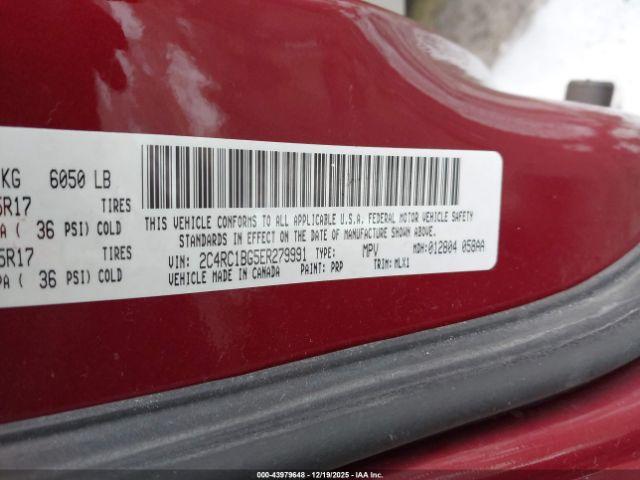 KG 6050 LB
5R17 TIRES
A ( 36 PSI) COLD
5R17 TIRES
PA ( 36 PSI) COLD
THIS VEHICLE CONFORMS TO ALL APPLICABLE U.S.A. FEDERAL MOTOR VEHICLE SAFETY
STANDARDS IN EFFECT ON THE DATE OF MANUFACTURE SHOWN ABOVE.
VIN: 2C4RC1BG5ER279991 TYPE: MPV MDH: 012804 058AA
VEHICLE MADE IN CANADA PAINT: PRP TRIM: MLX1
000-43979648 - 12/19/2025 - IAA Inc.